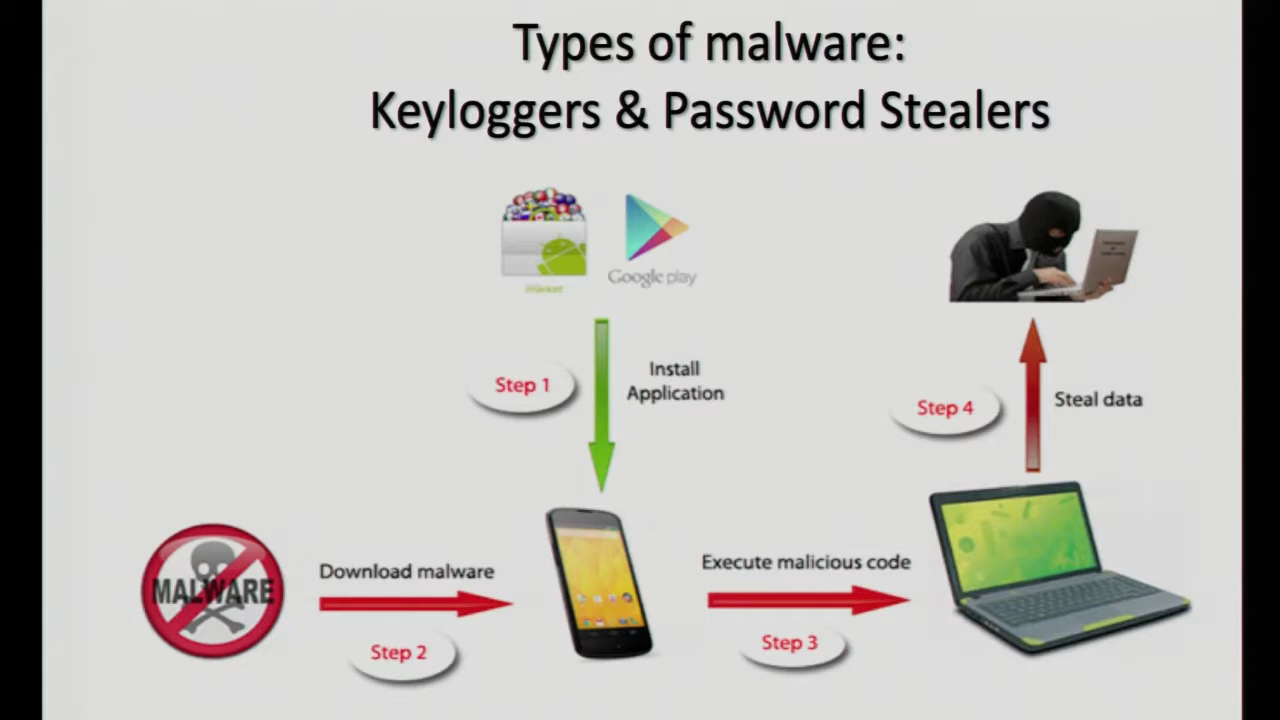 Types of malware:
Keyloggers & Password Stealers
market
Google play
Step 1
Install
Application
Step 4
Steal data
MALWARE
Download malware
Step 2
Execute malicious code
Step 3